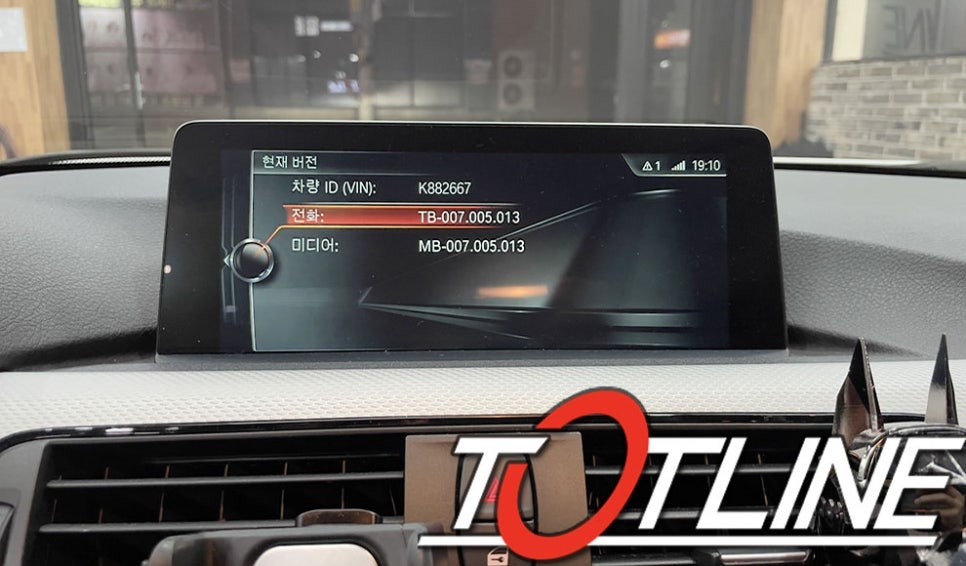 현재 버전
⚠1 19:10
차량 ID (VIN): K882667
전화: TB-007.005.013
미디어: MB-007.005.013
TOTLINE